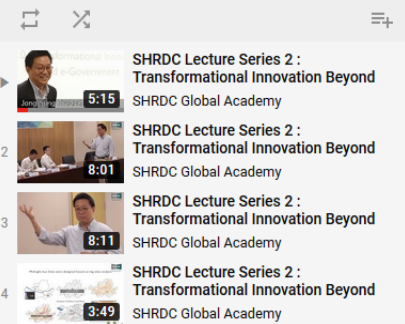 SHRDC Lecture Series 2 :
Transformational Innovation Beyond
SHRDC Global Academy
5:15
2
SHRDC Lecture Series 2 :
Transformational Innovation Beyond
SHRDC Global Academy
8:01
3
SHRDC Lecture Series 2 :
Transformational Innovation Beyond
SHRDC Global Academy
8:11
4
SHRDC Lecture Series 2 :
Transformational Innovation Beyond
SHRDC Global Academy
3:49